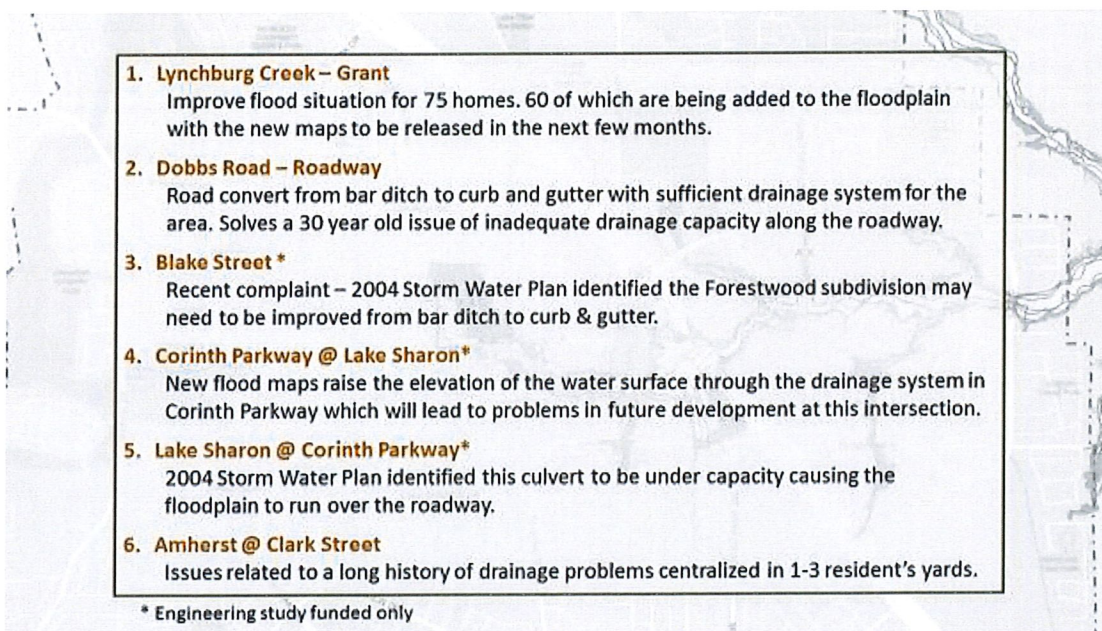 1. Lynchburg Creek – Grant
Improve flood situation for 75 homes. 60 of which are being added to the floodplain
with the new maps to be released in the next few months.
2. Dobbs Road – Roadway
Road convert from bar ditch to curb and gutter with sufficient drainage system for the
area. Solves a 30 year old issue of inadequate drainage capacity along the roadway.
3. Blake Street *
Recent complaint – 2004 Storm Water Plan identified the Forestwood subdivision may
need to be improved from bar ditch to curb & gutter.
4. Corinth Parkway @ Lake Sharon*
New flood maps raise the elevation of the water surface through the drainage system in
Corinth Parkway which will lead to problems in future development at this intersection.
5. Lake Sharon @ Corinth Parkway*
2004 Storm Water Plan identified this culvert to be under capacity causing the
floodplain to run over the roadway.
6. Amherst @ Clark Street
Issues related to a long history of drainage problems centralized in 1-3 resident's yards.
* Engineering study funded only